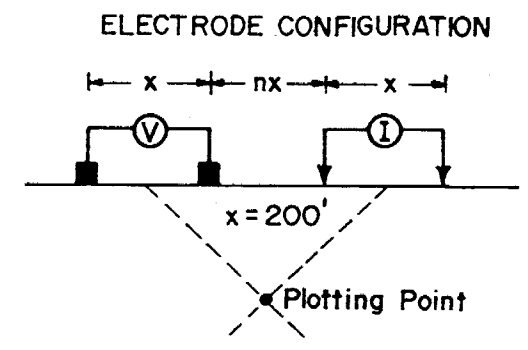 ELECTRODE CONFIGURATION
x nx x
V I
x = 200'
Plotting Point